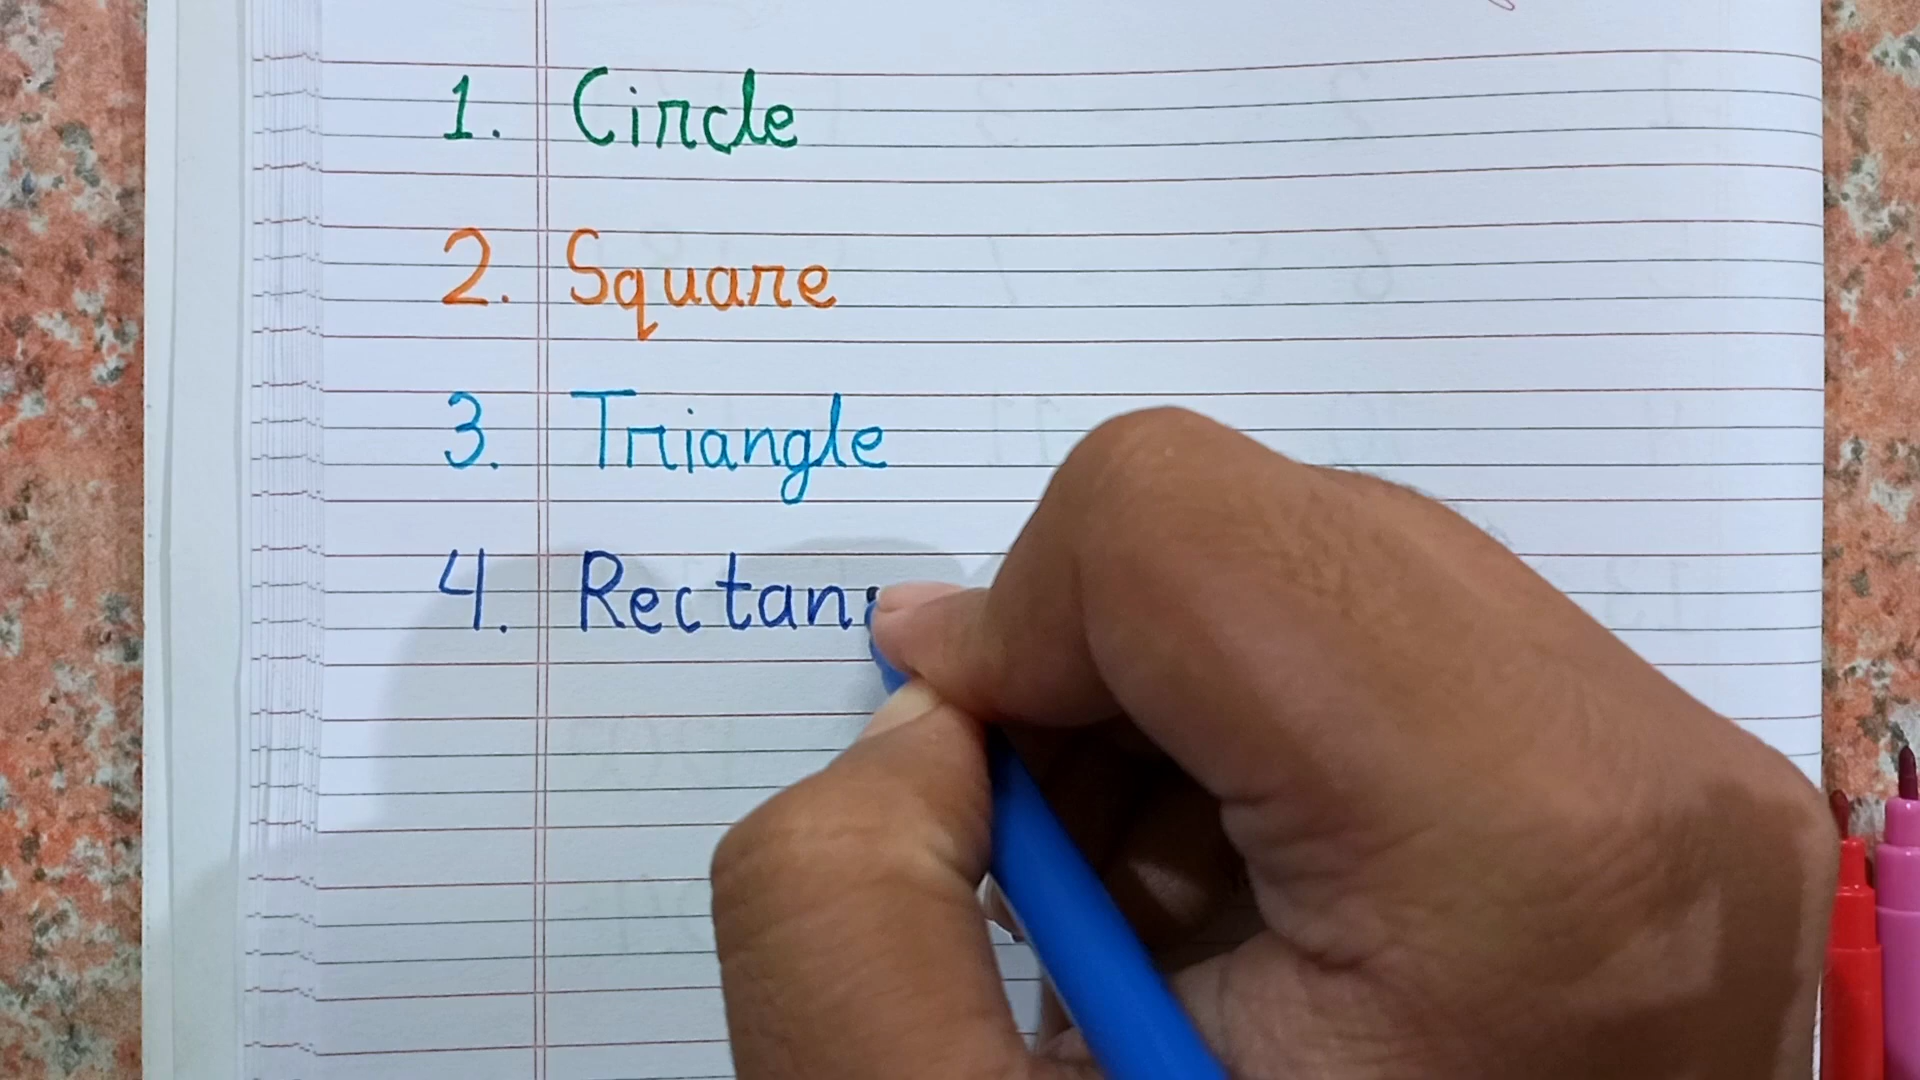 1. Circle
2. Square
3. Triangle
4. Rectan